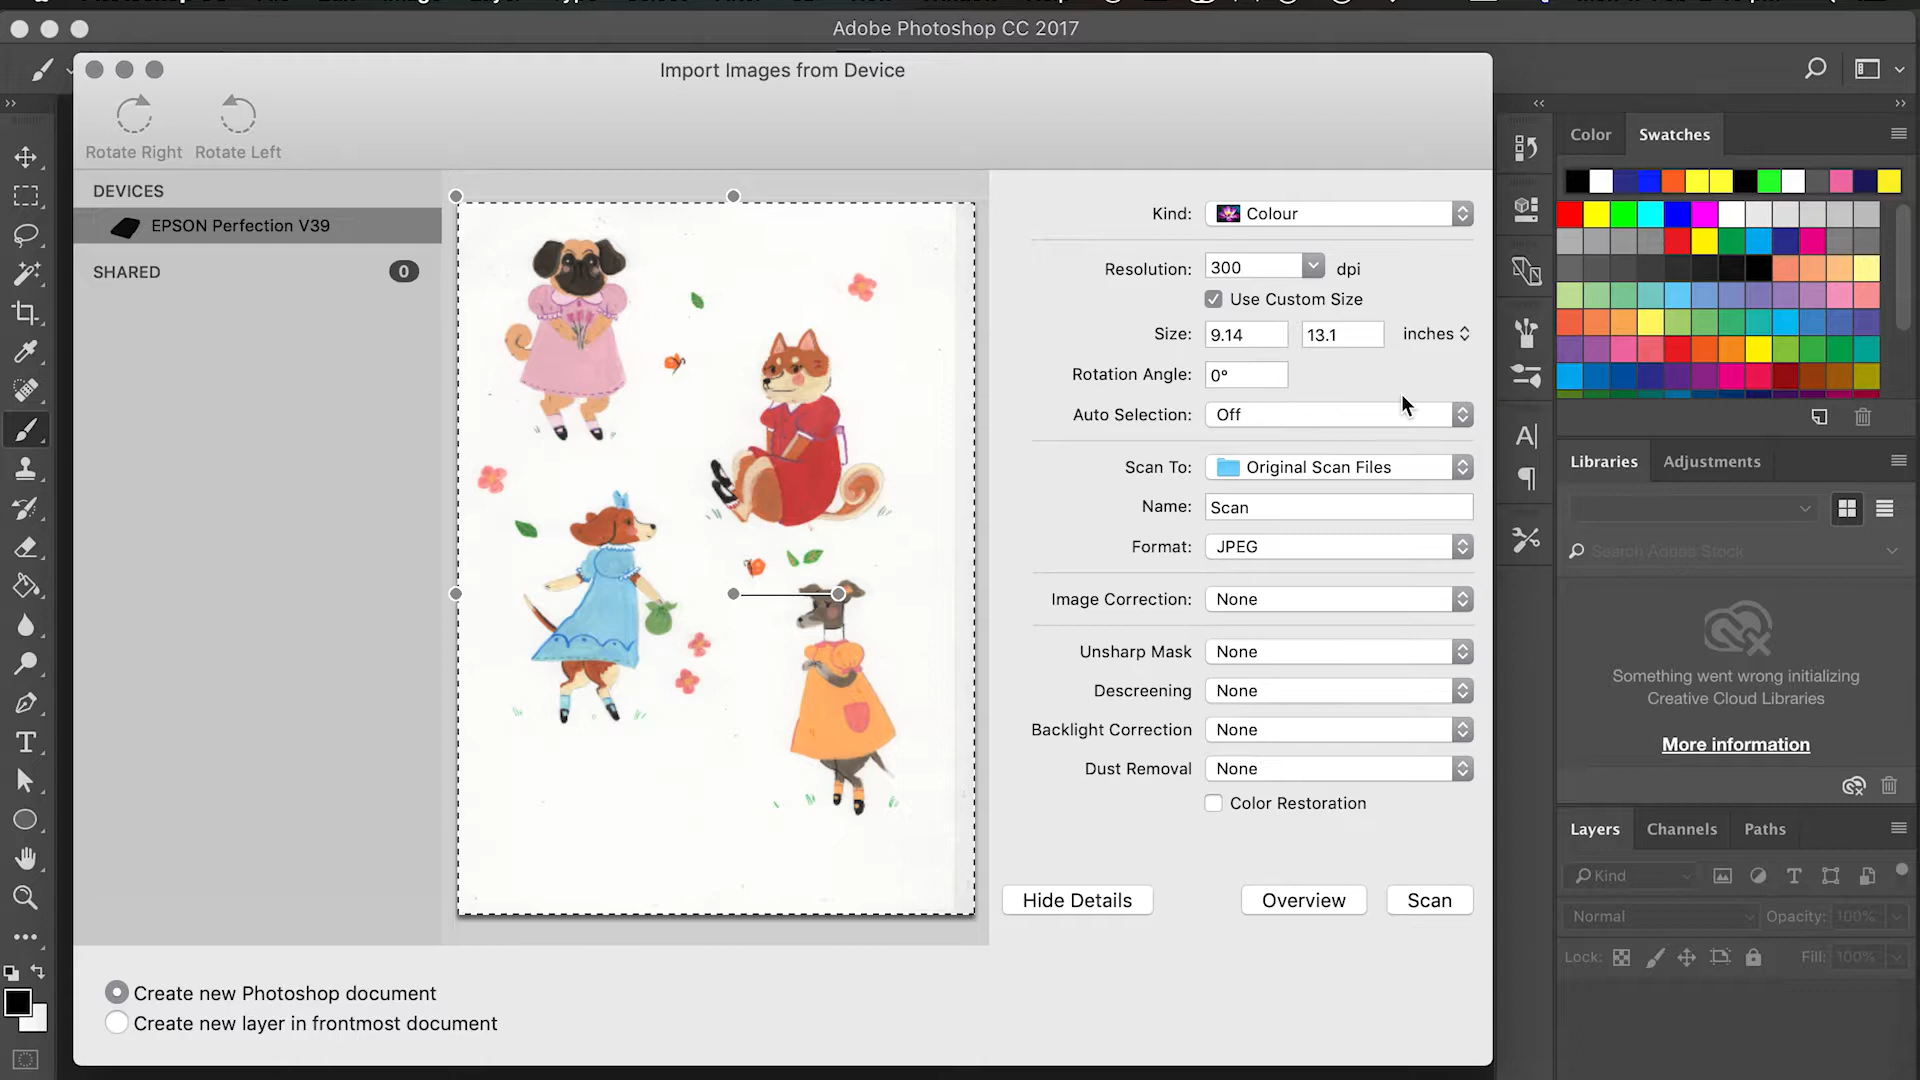 Adobe Photoshop CC 2017
Import Images from Device
Rotate Right
Rotate Left
DEVICES
EPSON Perfection V39
SHARED
0
Kind:
Colour
Resolution:
300
dpi
Use Custom Size
Size:
9.14
13.1
inches
Rotation Angle:
0°
Auto Selection:
Off
Scan To:
Original Scan Files
Name:
Scan
Format:
JPEG
Image Correction:
None
Unsharp Mask
None
Descreening
None
Backlight Correction
None
Dust Removal
None
Color Restoration
Hide Details
Overview
Scan
Create new Photoshop document
Create new layer in frontmost document
Color
Swatches
Libraries
Adjustments
Search Adobe Stock
Something went wrong initializing
Creative Cloud Libraries
More information
Layers
Channels
Paths
Kind
Normal
Opacity:
100%
Lock:
Fill:
100%